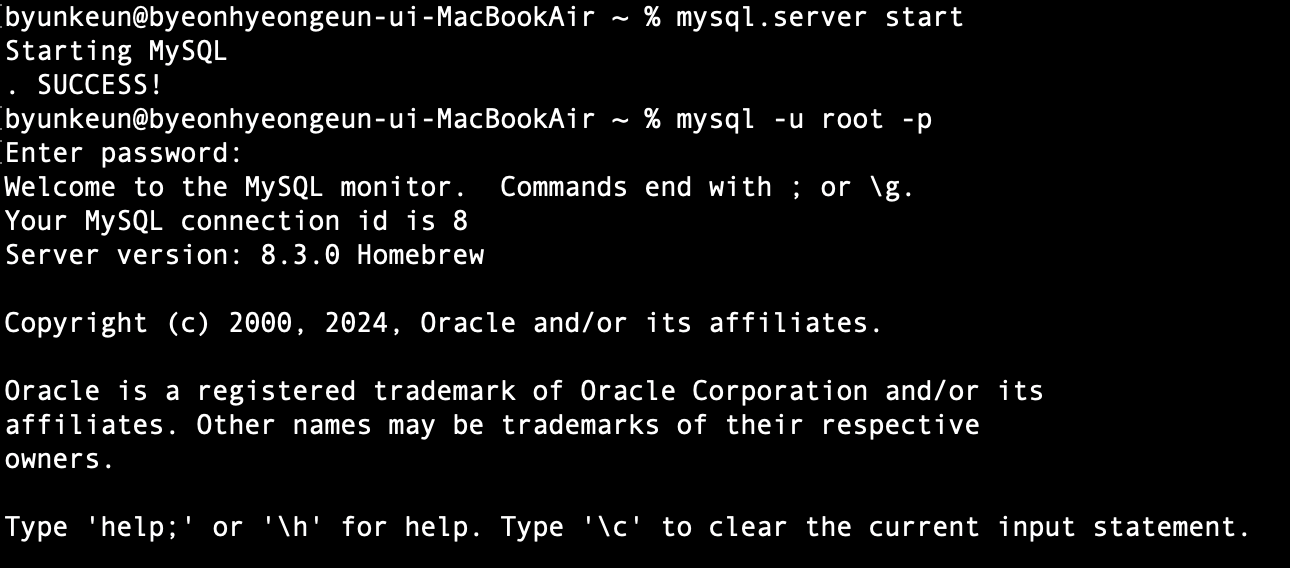 [byunkeun@byeonhyeongeun-ui-MacBookAir ~ % mysql.server start
Starting MySQL
. SUCCESS!
[byunkeun@byeonhyeongeun-ui-MacBookAir ~ % mysql -u root -p
[Enter password:
Welcome to the MySQL monitor.  Commands end with ; or \g.
Your MySQL connection id is 8
Server version: 8.3.0 Homebrew
Copyright (c) 2000, 2024, Oracle and/or its affiliates.
Oracle is a registered trademark of Oracle Corporation and/or its
affiliates. Other names may be trademarks of their respective
owners.
Type 'help;' or '\h' for help. Type '\c' to clear the current input statement.